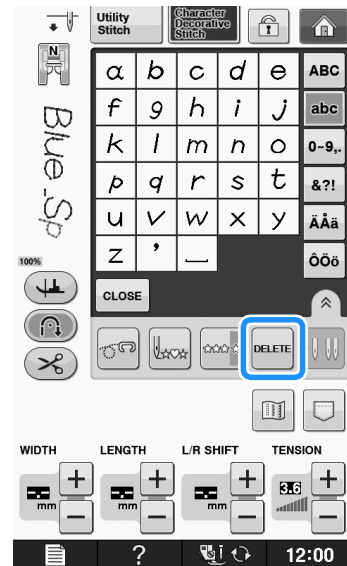 Utility
Stitch
Character
Decorative
Stitch
N
a b c d e
ABC
f g h i j
abc
k l m n o
0~9,.
p q r s t
&?!
u v w x y
ÄÅä
z ' _
ÔÖö
Blue_Sp
100%
CLOSE
DELETE
WIDTH
LENGTH
L/R SHIFT
TENSION
+
+
+
+
mm
mm
mm
3.6
−
−
−
−
?
12:00